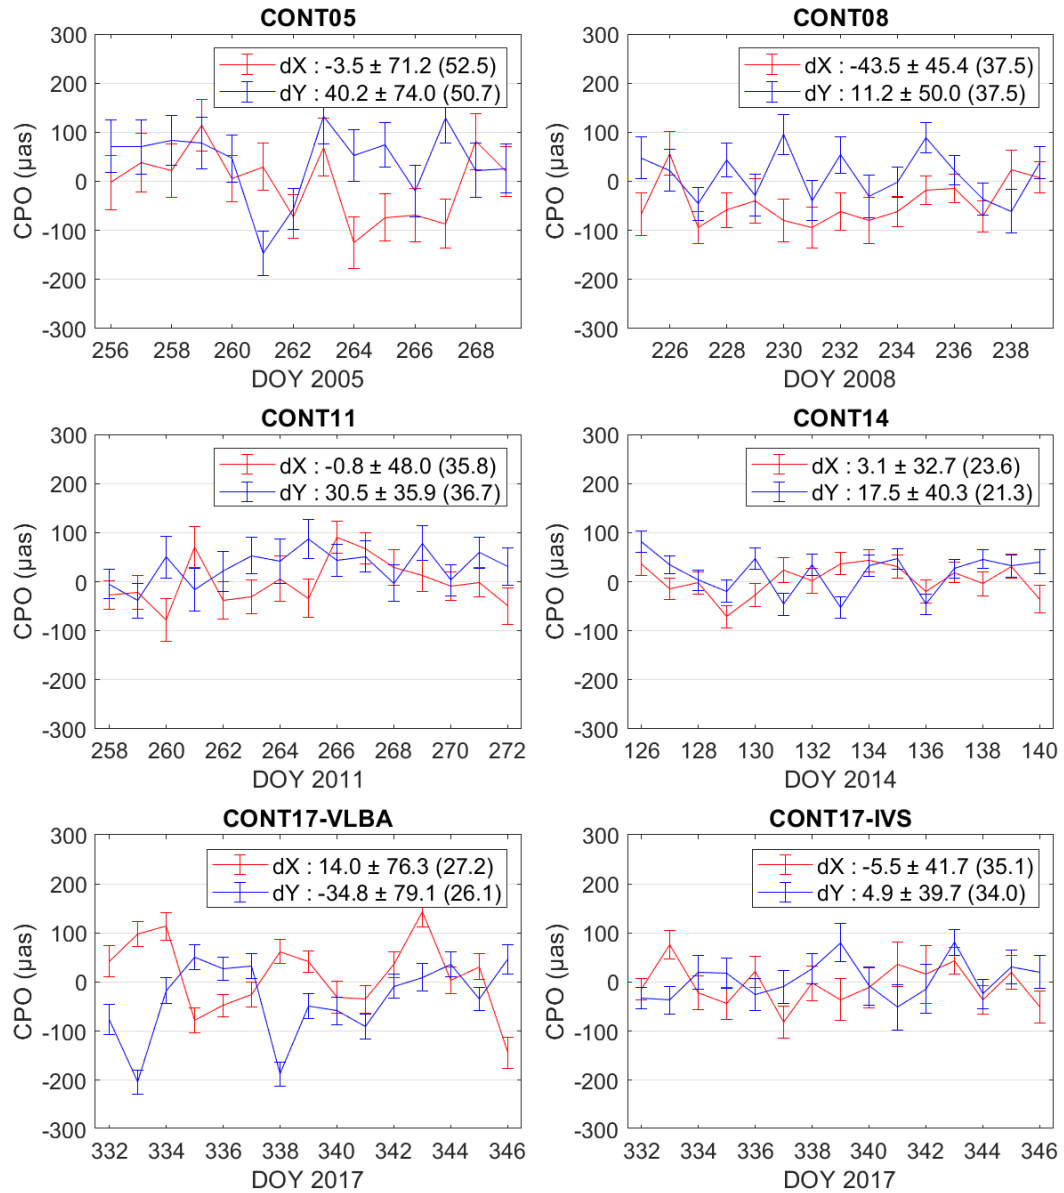 CONT05
300
200
100
0
-100
-200
-300
CPO (µas)
dX : -3.5 ± 71.2 (52.5)
dY : 40.2 ± 74.0 (50.7)
256 258 260 262 264 266 268
DOY 2005
CONT08
300
200
100
0
-100
-200
-300
CPO (µas)
dX : -43.5 ± 45.4 (37.5)
dY : 11.2 ± 50.0 (37.5)
226 228 230 232 234 236 238
DOY 2008
CONT11
300
200
100
0
-100
-200
-300
CPO (µas)
dX : -0.8 ± 48.0 (35.8)
dY : 30.5 ± 35.9 (36.7)
258 260 262 264 266 268 270 272
DOY 2011
CONT14
300
200
100
0
-100
-200
-300
CPO (µas)
dX : 3.1 ± 32.7 (23.6)
dY : 17.5 ± 40.3 (21.3)
126 128 130 132 134 136 138 140
DOY 2014
CONT17-VLBA
300
200
100
0
-100
-200
-300
CPO (µas)
dX : 14.0 ± 76.3 (27.2)
dY : -34.8 ± 79.1 (26.1)
332 334 336 338 340 342 344 346
DOY 2017
CONT17-IVS
300
200
100
0
-100
-200
-300
CPO (µas)
dX : -5.5 ± 41.7 (35.1)
dY : 4.9 ± 39.7 (34.0)
332 334 336 338 340 342 344 346
DOY 2017